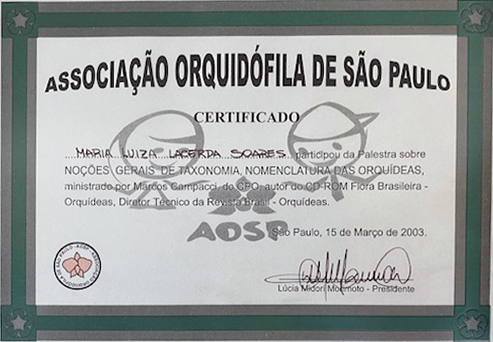 ASSOCIAÇÃO ORQUIDÓFILA DE SÃO PAULO
CERTIFICADO
MARIA LUIZA LACERDA SOARES participou da Palestra sobre
NOÇÕES GERAIS DE TAXONOMIA, NOMENCLATURA DAS ORQUÍDEAS,
ministrado por Marcos Campacci, do CPO, autor do CD-ROM Flora Brasileira -
Orquídeas, Diretor Técnico da Revista Brasil - Orquídeas.
AOSP
São Paulo, 15 de Março de 2003.
Lúcia Midori Morimoto - Presidente